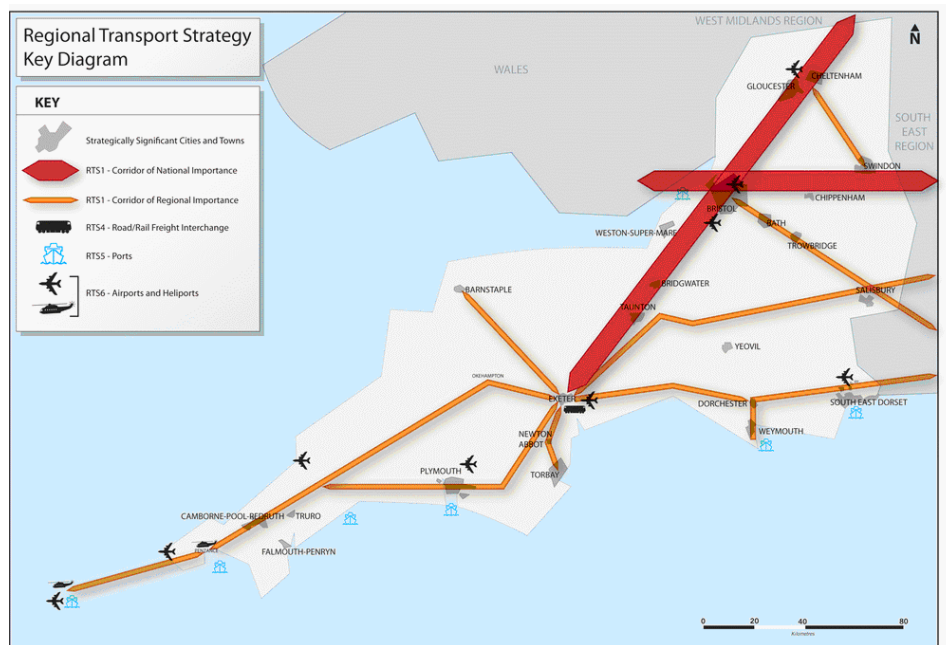 Regional Transport Strategy
Key Diagram
KEY
Strategically Significant Cities and Towns
RTS1 - Corridor of National Importance
RTS1 - Corridor of Regional Importance
RTS4 - Road/Rail Freight Interchange
RTS5 - Ports
RTS6 - Airports and Heliports
WEST MIDLANDS REGION
N
WALES
CHELTENHAM
GLOUCESTER
SOUTH
EAST
REGION
SWINDON
CHIPPENHAM
BRISTOL
BATH
WESTON-SUPER-MARE
TROWBRIDGE
BRIDGWATER
BARNSTAPLE
SALISBURY
TAUNTON
YEOVIL
OKEHAMPTON
EXETER
DORCHESTER
SOUTH EAST DORSET
WEYMOUTH
NEWTON
ABBOT
PLYMOUTH
TORBAY
CAMBORNE-POOL-REDRUTH
TRURO
FALMOUTH-PENRYN
0 20 40 60 80
Kilometres